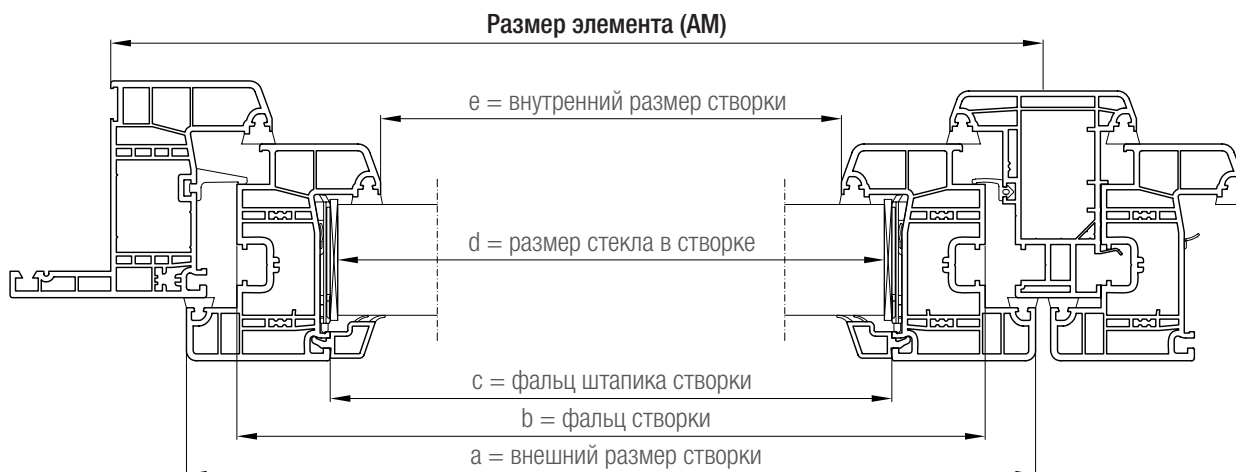 Размер элемента (AM)
e = внутренний размер створки
d = размер стекла в створке
c = фальц штапика створки
b = фальц створки
a = внешний размер створки